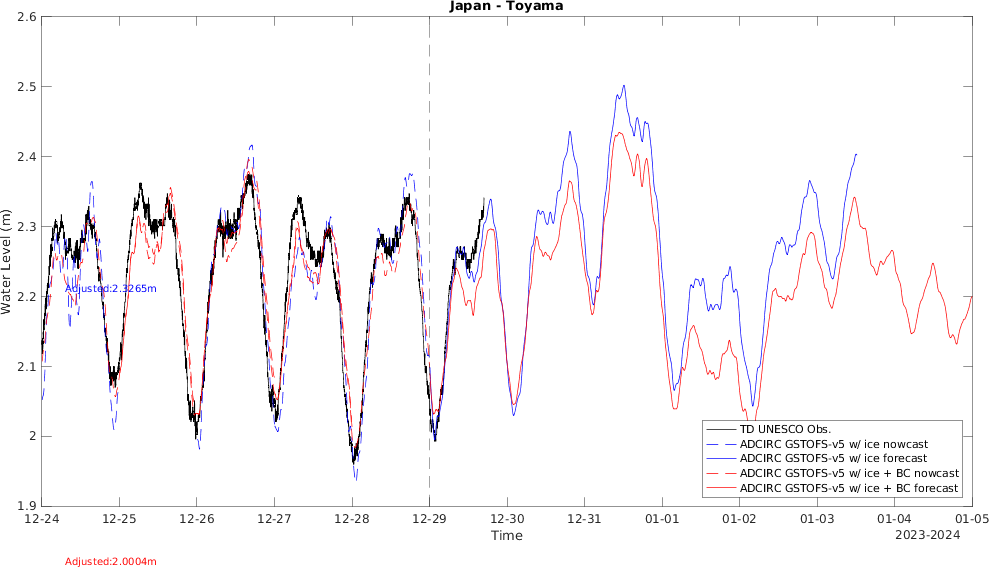 Japan - Toyama
Water Level (m)
2.6
2.5
2.4
2.3
2.2
2.1
2
1.9
Adjusted:2.3265m
TD UNESCO Obs.
ADCIRC GSTOFS-v5 w/ ice nowcast
ADCIRC GSTOFS-v5 w/ ice forecast
ADCIRC GSTOFS-v5 w/ ice + BC nowcast
ADCIRC GSTOFS-v5 w/ ice + BC forecast
12-24 12-25 12-26 12-27 12-28 12-29 12-30 12-31 01-01 01-02 01-03 01-04 01-05
Time
2023-2024
Adjusted:2.0004m